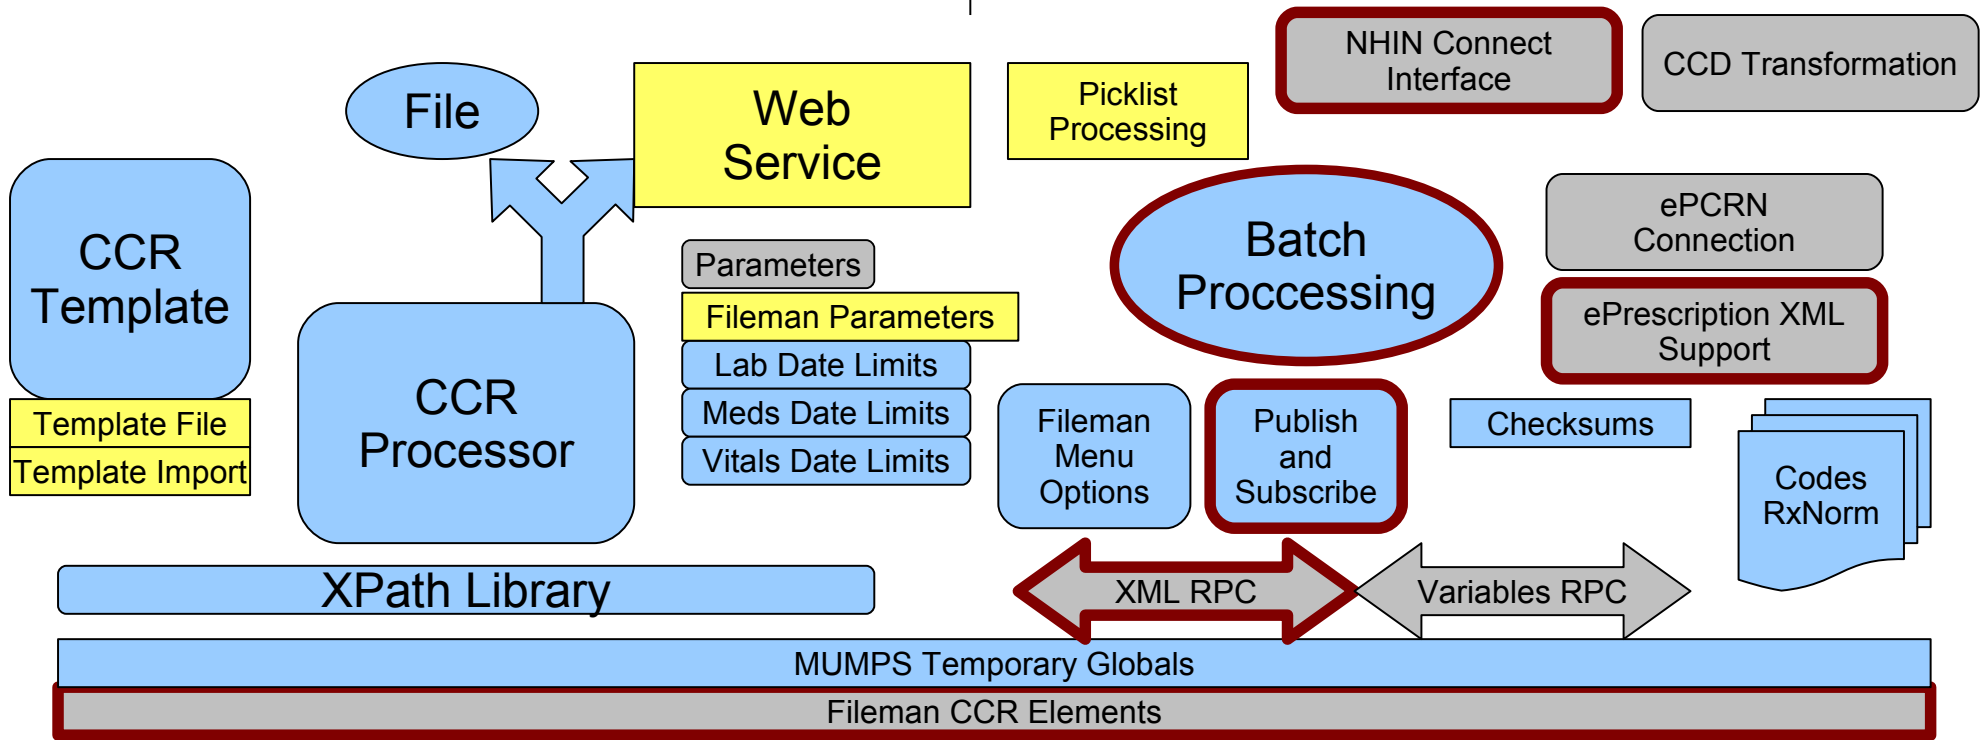 NHIN Connect
Interface
CCD Transformation
File
Web
Service
Picklist
Processing
CCR
Template
Template File
Template Import
CCR
Processor
Parameters
Fileman Parameters
Lab Date Limits
Meds Date Limits
Vitals Date Limits
Batch
Proccessing
ePCRN
Connection
ePrescription XML
Support
Fileman
Menu
Options
Publish
and
Subscribe
Checksums
Codes
RxNorm
XPath Library
XML RPC
Variables RPC
MUMPS Temporary Globals
Fileman CCR Elements